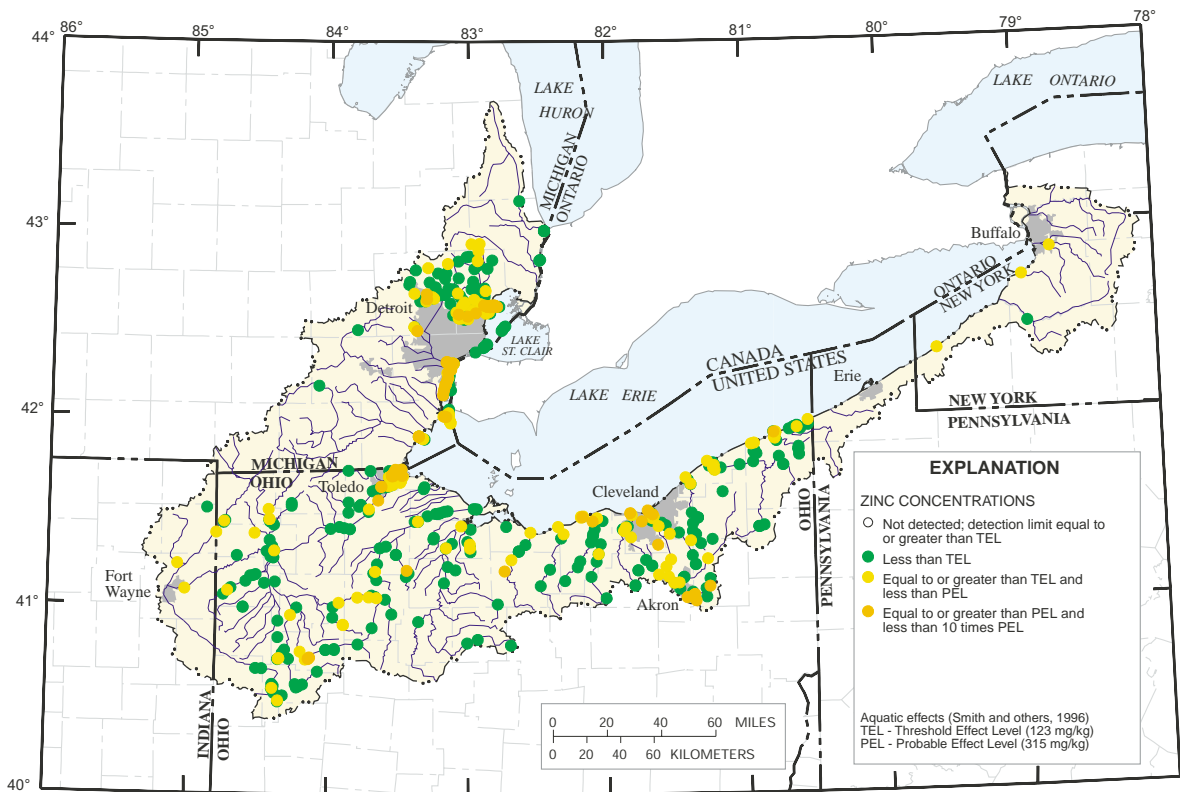 86°
85°
84°
83°
82°
81°
80°
79°
78°
44°
43°
42°
41°
40°
LAKE
HURON
LAKE ONTARIO
MICHIGAN
ONTARIO
Buffalo
ONTARIO
NEW YORK
Detroit
LAKE
ST. CLAIR
CANADA
UNITED STATES
LAKE ERIE
Erie
NEW YORK
PENNSYLVANIA
MICHIGAN
OHIO
Toledo
Cleveland
OHIO
PENNSYLVANIA
Fort
Wayne
Akron
INDIANA
OHIO
EXPLANATION
ZINC CONCENTRATIONS
Not detected; detection limit equal to
or greater than TEL
Less than TEL
Equal to or greater than TEL and
less than PEL
Equal to or greater than PEL and
less than 10 times PEL
Aquatic effects (Smith and others, 1996)
TEL - Threshold Effect Level (123 mg/kg)
PEL - Probable Effect Level (315 mg/kg)
0 20 40 60 MILES
0 20 40 60 KILOMETERS